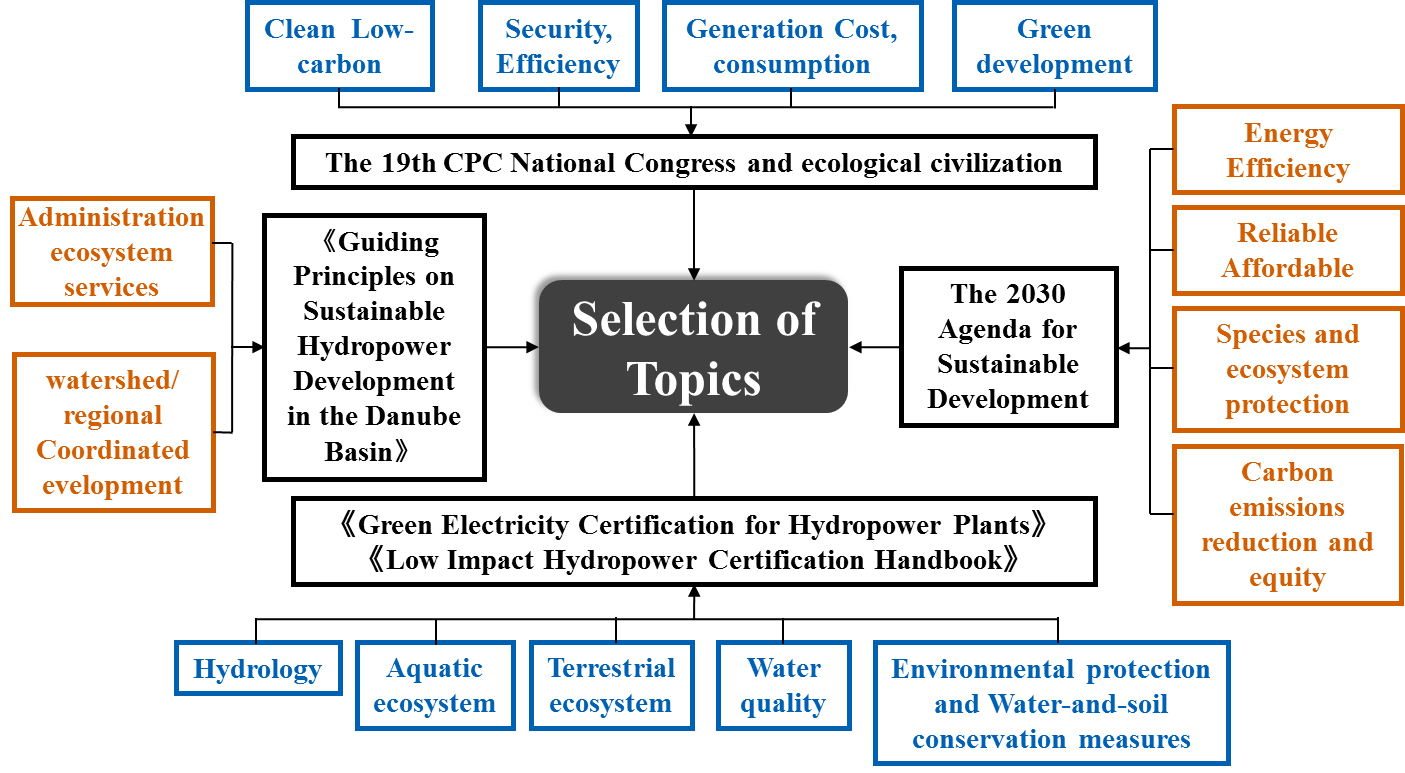 Clean Low-
carbon
Security,
Efficiency
Generation Cost,
consumption
Green
development
The 19th CPC National Congress and ecological civilization
Administration
ecosystem
services
watershed/
regional
Coordinated
evelopment
《Guiding
Principles on
Sustainable
Hydropower
Development
in the Danube
Basin》
Selection of
Topics
The 2030
Agenda for
Sustainable
Development
Energy
Efficiency
Reliable
Affordable
Species and
ecosystem
protection
Carbon
emissions
reduction and
equity
《Green Electricity Certification for Hydropower Plants》
《Low Impact Hydropower Certification Handbook》
Hydrology
Aquatic
ecosystem
Terrestrial
ecosystem
Water
quality
Environmental protection
and Water-and-soil
conservation measures